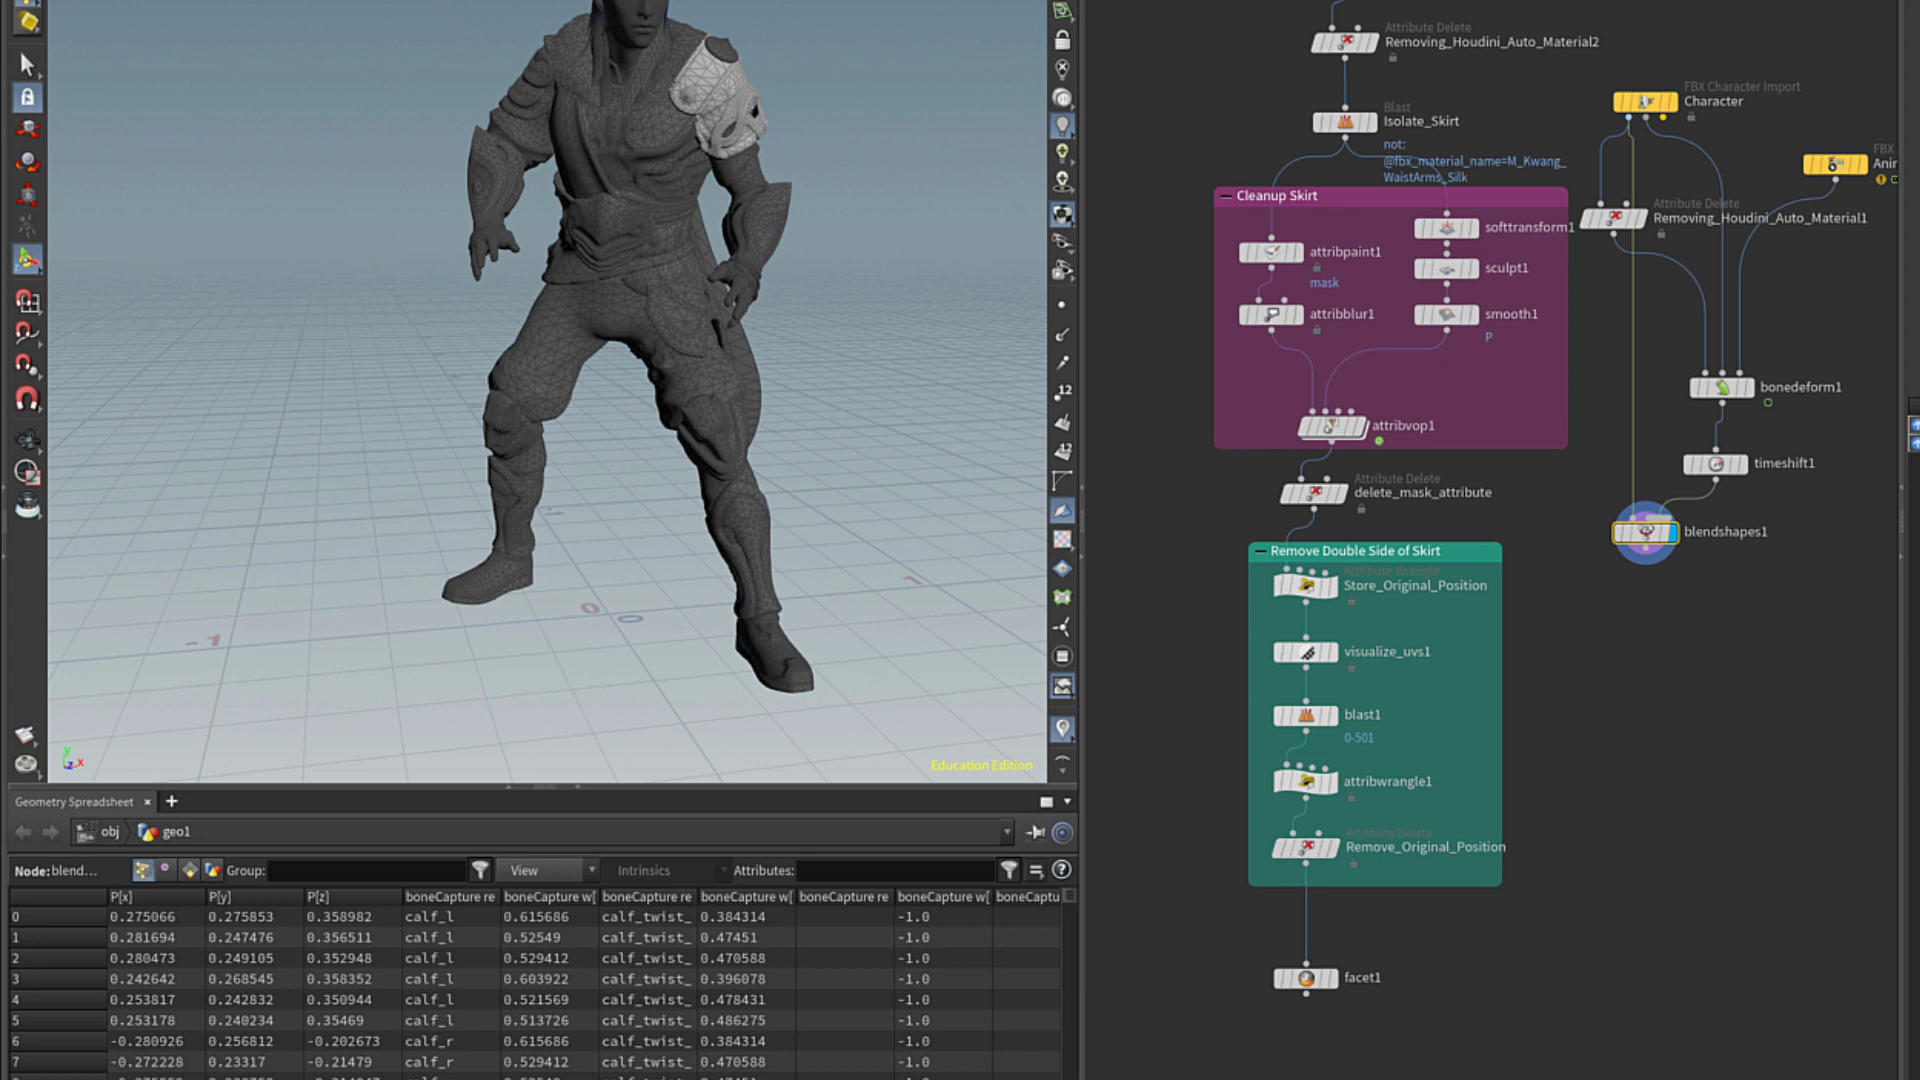 Attribute Delete
Removing_Houdini_Auto_Material2
Blast
Isolate_Skirt
not:
@fbx_material_name=M_Kwang_
WaistArms_Silk
FBX Character Import
Character
FBX
Attribute Delete
Removing_Houdini_Auto_Material1
Cleanup Skirt
softtransform1
attribpaint1
mask
sculpt1
attribblur1
smooth1
P
attribvop1
bonedeform1
timeshift1
blendshapes1
Attribute Delete
delete_mask_attribute
Remove Double Side of Skirt
Attribute Wrangle
Store_Original_Position
visualize_uvs1
blast1
0-501
attribwrangle1
Attribute Delete
Remove_Original_Position
facet1
12
12
-1
0
0
1
y
z x
Education Edition
Geometry Spreadsheet × +
obj geo1
Node: blend... Group: View Intrinsics Attributes:
P[x] P[y] P[z] boneCapture re boneCapture w[ boneCapture re boneCapture w[ boneCapture re boneCapture w[ boneCaptu
0 0.275066 0.275853 0.358982 calf_l 0.615686 calf_twist_ 0.384314 -1.0
1 0.281694 0.247476 0.356511 calf_l 0.52549 calf_twist_ 0.47451 -1.0
2 0.280473 0.249105 0.352948 calf_l 0.529412 calf_twist_ 0.470588 -1.0
3 0.242642 0.268545 0.358352 calf_l 0.603922 calf_twist_ 0.396078 -1.0
4 0.253817 0.242832 0.350944 calf_l 0.521569 calf_twist_ 0.478431 -1.0
5 0.253178 0.240234 0.35469 calf_l 0.513726 calf_twist_ 0.486275 -1.0
6 -0.280926 0.256812 -0.202673 calf_r 0.615686 calf_twist_ 0.384314 -1.0
7 -0.272228 0.23317 -0.21479 calf_r 0.529412 calf_twist_ 0.470588 -1.0